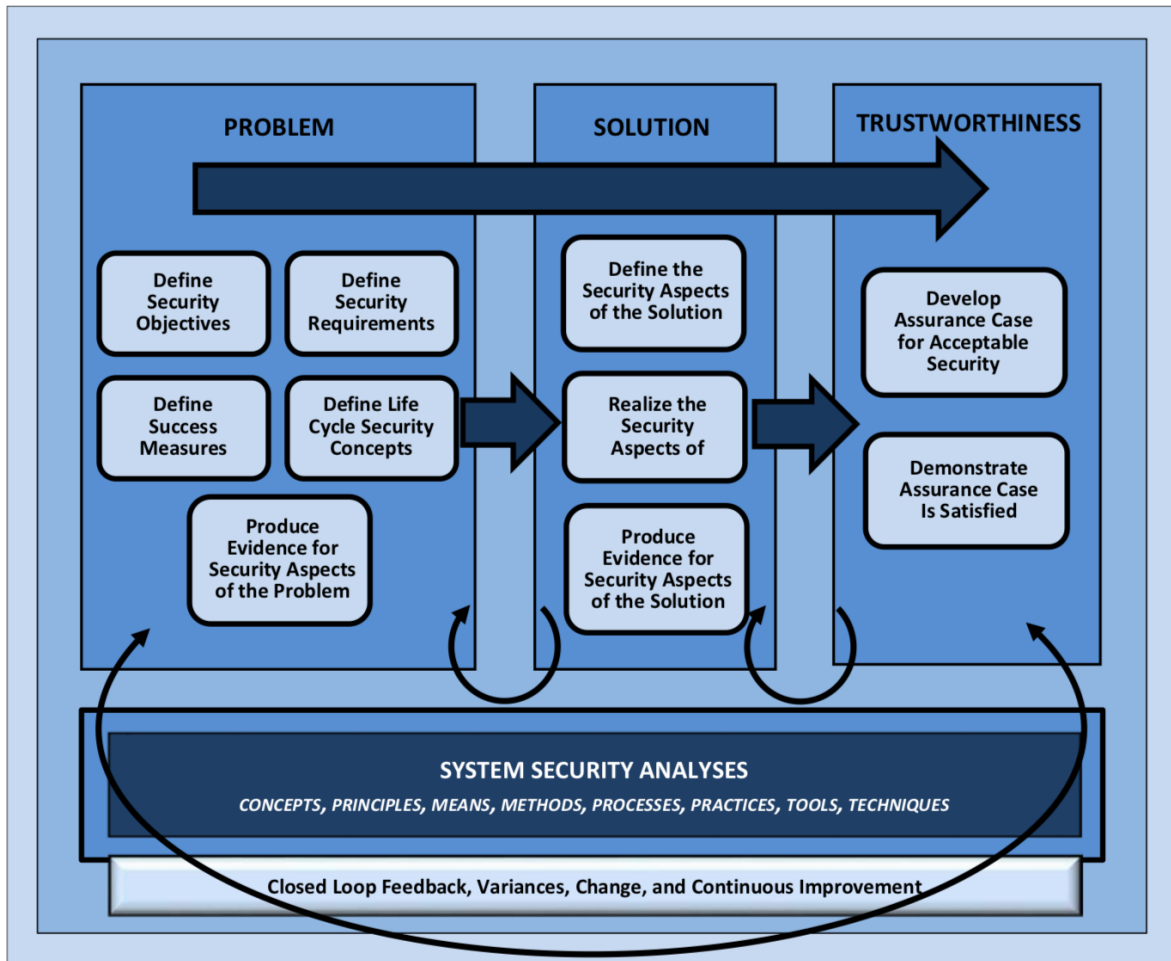 PROBLEM
SOLUTION
TRUSTWORTHINESS
Define
Security
Objectives
Define
Security
Requirements
Define
Success
Measures
Define Life
Cycle Security
Concepts
Produce
Evidence for
Security Aspects
of the Problem
Define the
Security Aspects
of the Solution
Realize the
Security
Aspects of
Produce
Evidence for
Security Aspects
of the Solution
Develop
Assurance Case
for Acceptable
Security
Demonstrate
Assurance Case
Is Satisfied
SYSTEM SECURITY ANALYSES
CONCEPTS, PRINCIPLES, MEANS, METHODS, PROCESSES, PRACTICES, TOOLS, TECHNIQUES
Closed Loop Feedback, Variances, Change, and Continuous Improvement